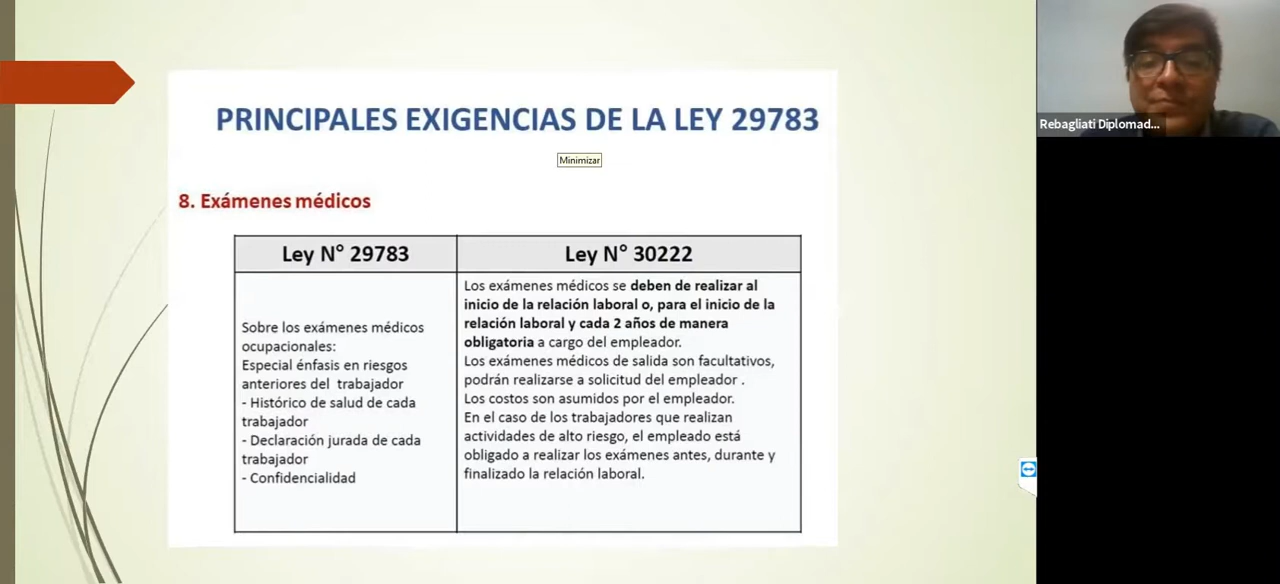 PRINCIPALES EXIGENCIAS DE LA LEY 29783
Minimizar
8. Exámenes médicos
Ley N° 29783
Sobre los exámenes médicos
ocupacionales:
Especial énfasis en riesgos
anteriores del trabajador
- Histórico de salud de cada
trabajador
- Declaración jurada de cada
trabajador
- Confidencialidad
Ley N° 30222
Los exámenes médicos se deben de realizar al
inicio de la relación laboral o, para el inicio de la
relación laboral y cada 2 años de manera
obligatoria a cargo del empleador.
Los exámenes médicos de salida son facultativos,
podrán realizarse a solicitud del empleador .
Los costos son asumidos por el empleador.
En el caso de los trabajadores que realizan
actividades de alto riesgo, el empleado está
obligado a realizar los exámenes antes, durante y
finalizado la relación laboral.
Rebagliati Diplomad...